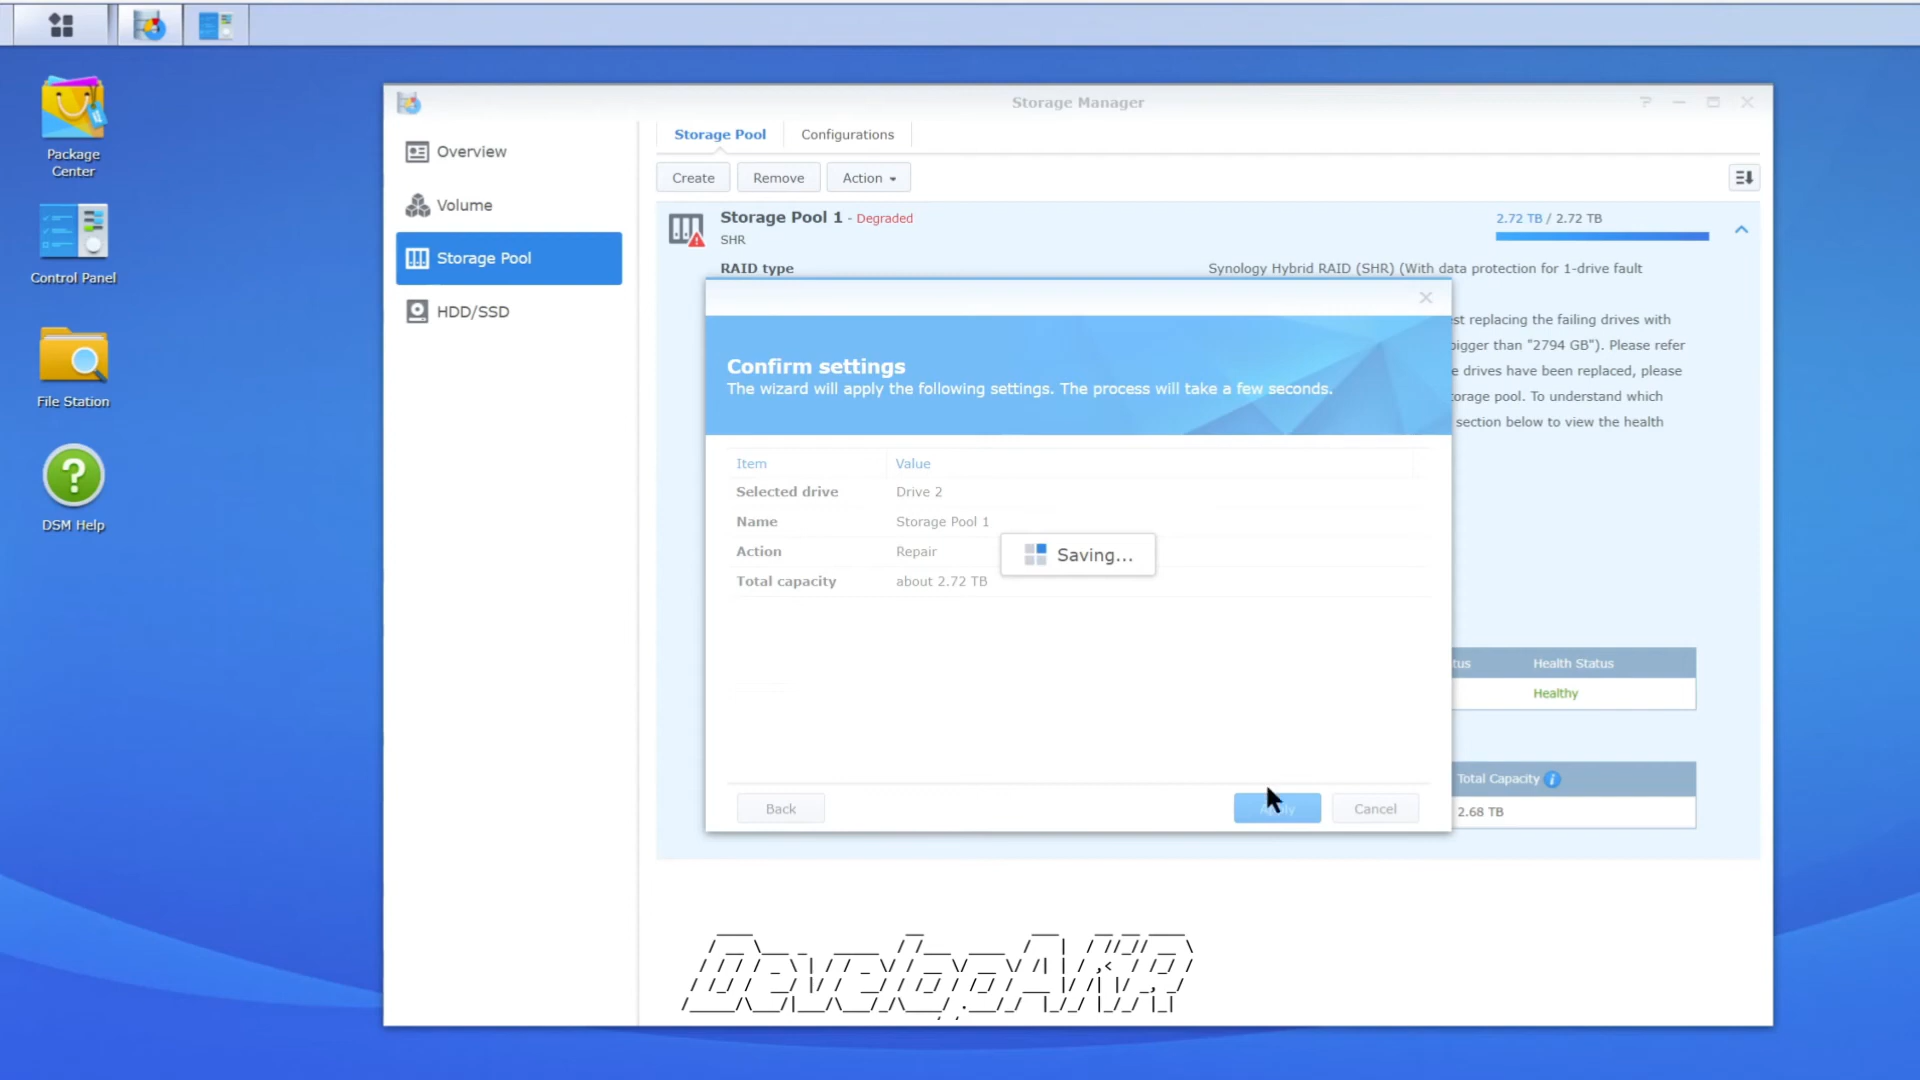 Package
Center
Control Panel
File Station
DSM Help
Storage Manager
Overview
Volume
Storage Pool
HDD/SSD
Storage Pool
Configurations
Create
Remove
Action
Storage Pool 1 - Degraded
SHR
2.72 TB / 2.72 TB
RAID type
Synology Hybrid RAID (SHR) (With data protection for 1-drive fault
replacing the failing drives with
bigger than "2794 GB"). Please refer
drives have been replaced, please
pool. To understand which
section below to view the health
Confirm settings
The wizard will apply the following settings. The process will take a few seconds.
Item Value
Selected drive Drive 2
Name Storage Pool 1
Action Repair
Total capacity about 2.72 TB
Saving...
Health Status
Healthy
Total Capacity
2.68 TB
Back
Apply
Cancel
DevelopAKR